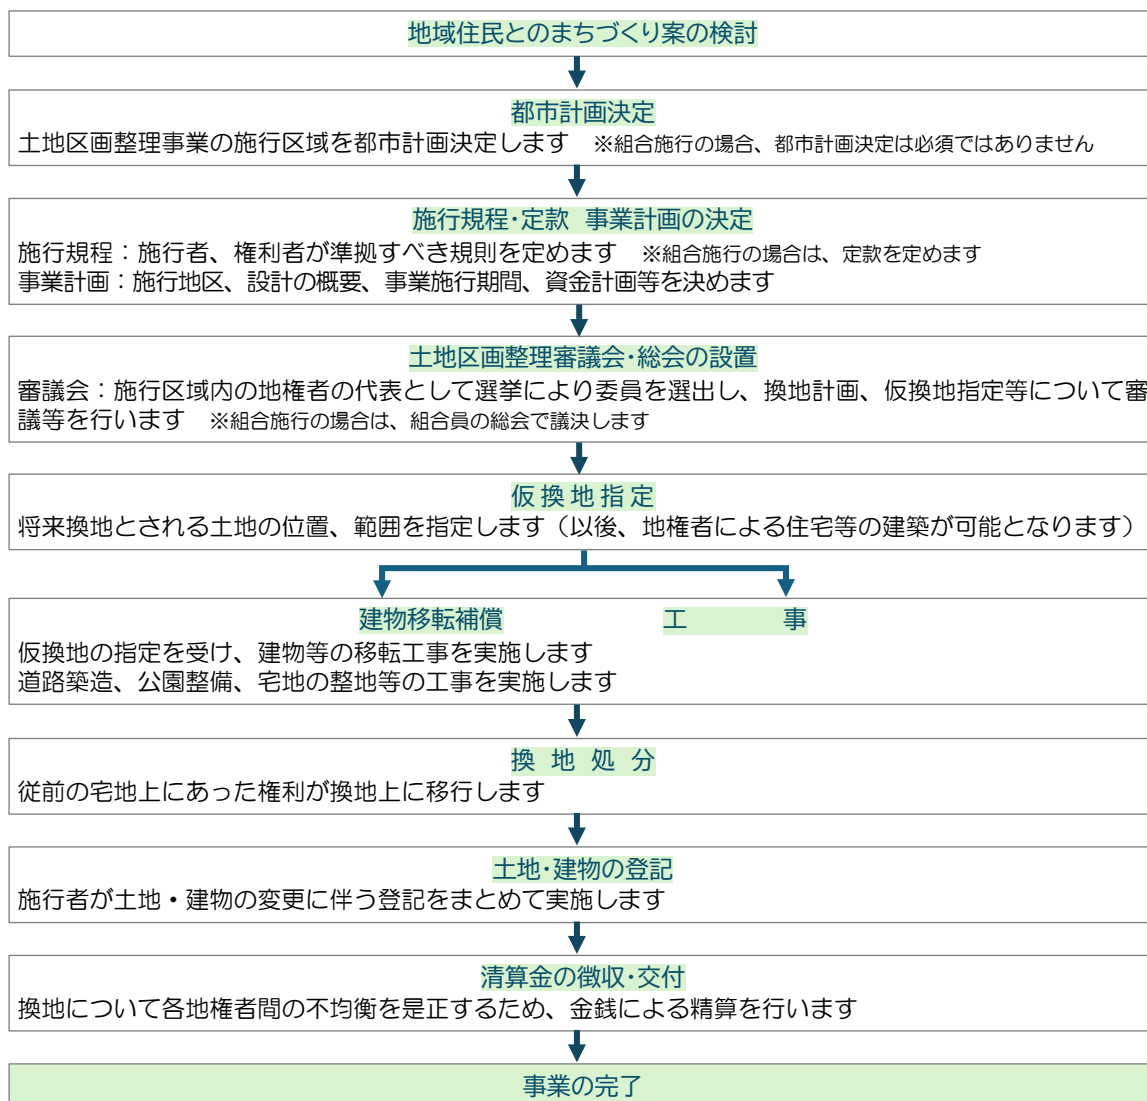 地域住民とのまちづくり案の検討
都市計画決定
土地区画整理事業の施行区域を都市計画決定します　※組合施行の場合、都市計画決定は必須ではありません
施行規程・定款　事業計画の決定
施行規程：施行者、権利者が準拠すべき規則を定めます　※組合施行の場合は、定款を定めます
事業計画：施行地区、設計の概要、事業施行期間、資金計画等を決めます
土地区画整理審議会・総会の設置
審議会：施行区域内の地権者の代表として選挙により委員を選出し、換地計画、仮換地指定等について審
議等を行います　※組合施行の場合は、組合員の総会で議決します
仮換地指定
将来換地とされる土地の位置、範囲を指定します（以後、地権者による住宅等の建築が可能となります）
建物移転補償　工　事
仮換地の指定を受け、建物等の移転工事を実施します
道路築造、公園整備、宅地の整地等の工事を実施します
換 地 処 分
従前の宅地上にあった権利が換地上に移行します
土地・建物の登記
施行者が土地・建物の変更に伴う登記をまとめて実施します
清算金の徴収・交付
換地について各地権者間の不均衡を是正するため、金銭による精算を行います
事業の完了